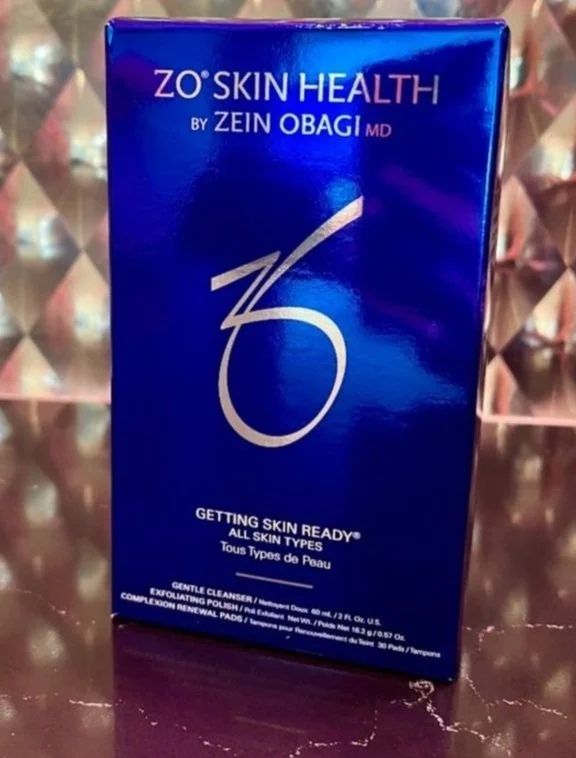 ZO® SKIN HEALTH
BY ZEIN OBAGI MD
ZO
GETTING SKIN READY®
ALL SKIN TYPES
Tous Types de Peau
GENTLE CLEANSER / Nettoyant Doux 60 mL / 2 Fl. Oz. U.S.
EXFOLIATING POLISH / Poli Exfoliant Net Wt. / Poids Net 16.2 g / 0.57 Oz.
COMPLEXION RENEWAL PADS / Tampons pour Renouvellement du Teint 30 Pads / Tampons